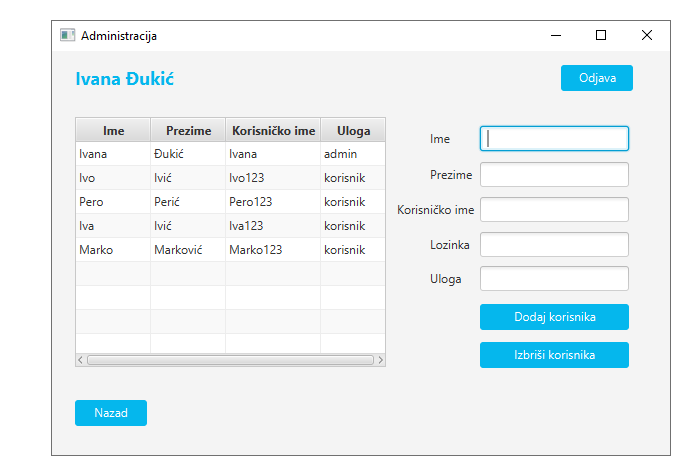 Administracija
Ivana Đukić
Odjava
Ime Prezime Korisničko ime Uloga
Ivana Đukić Ivana admin
Ivo Ivić Ivo123 korisnik
Pero Perić Pero123 korisnik
Iva Ivić Iva123 korisnik
Marko Marković Marko123 korisnik
Ime
Prezime
Korisničko ime
Lozinka
Uloga
Dodaj korisnika
Izbriši korisnika
Nazad